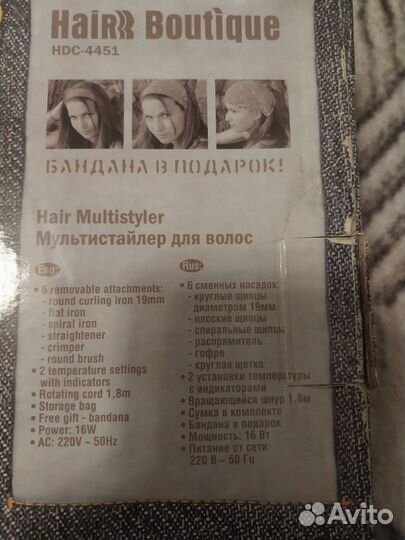 Hair Boutique
HDC-4451
БАНДАНА В ПОДАРОК!
Hair Multistyler
Мультистайлер для волос
Eng:
• 6 removable attachments:
- round curling iron 19mm
- flat iron
- spiral iron
- straightener
- crimper
- round brush
• 2 temperature settings
with indicators
• Rotating cord 1,8m
• Storage bag
• Free gift - bandana
• Power: 16W
• AC: 220V ~ 50Hz
Rus:
• 6 сменных насадок:
- круглые щипцы
диаметром 19мм
- плоские щипцы
- спиральные щипцы
- распрямитель
- гофре
- круглая щетка
• 2 установки температуры
с индикаторами
• Вращающийся шнур 1,8м
• Сумка в комплекте
• Бандана в подарок
• Мощность: 16 Вт
• Питание от сети:
220 В ~ 50 Гц
Avito